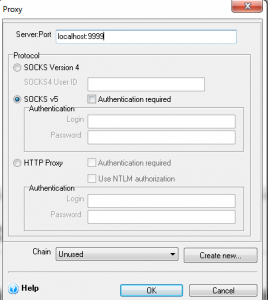 Proxy
Server:Port localhost:9999
Protocol
SOCKS Version 4
SOCKS4 User ID
SOCKS v5 Authentication required
Authentication
Login
Password
HTTP Proxy Authentication required
Use NTLM authorization
Authentication
Login
Password
Chain Unused Create new...
Help OK Cancel